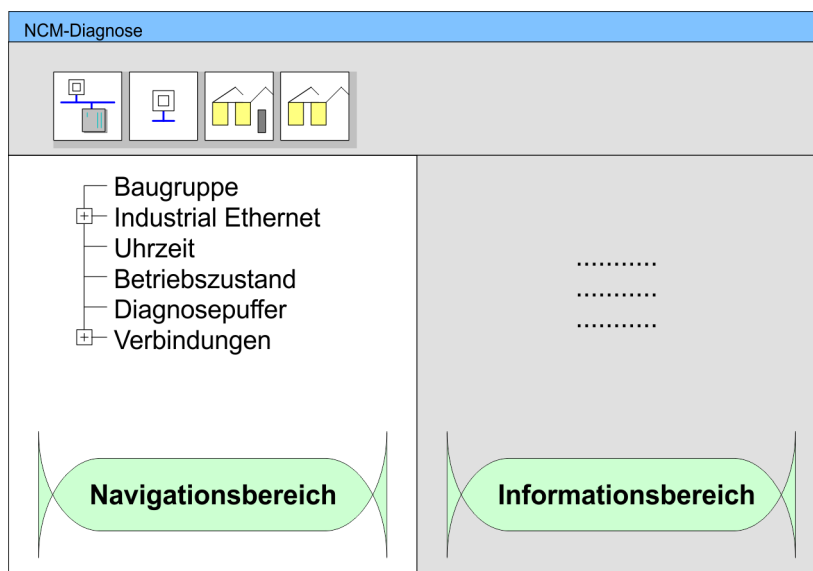 NCM-Diagnose
Baugruppe
Industrial Ethernet
Uhrzeit
Betriebszustand
Diagnosepuffer
Verbindungen
...........
...........
...........
Navigationsbereich
Informationsbereich